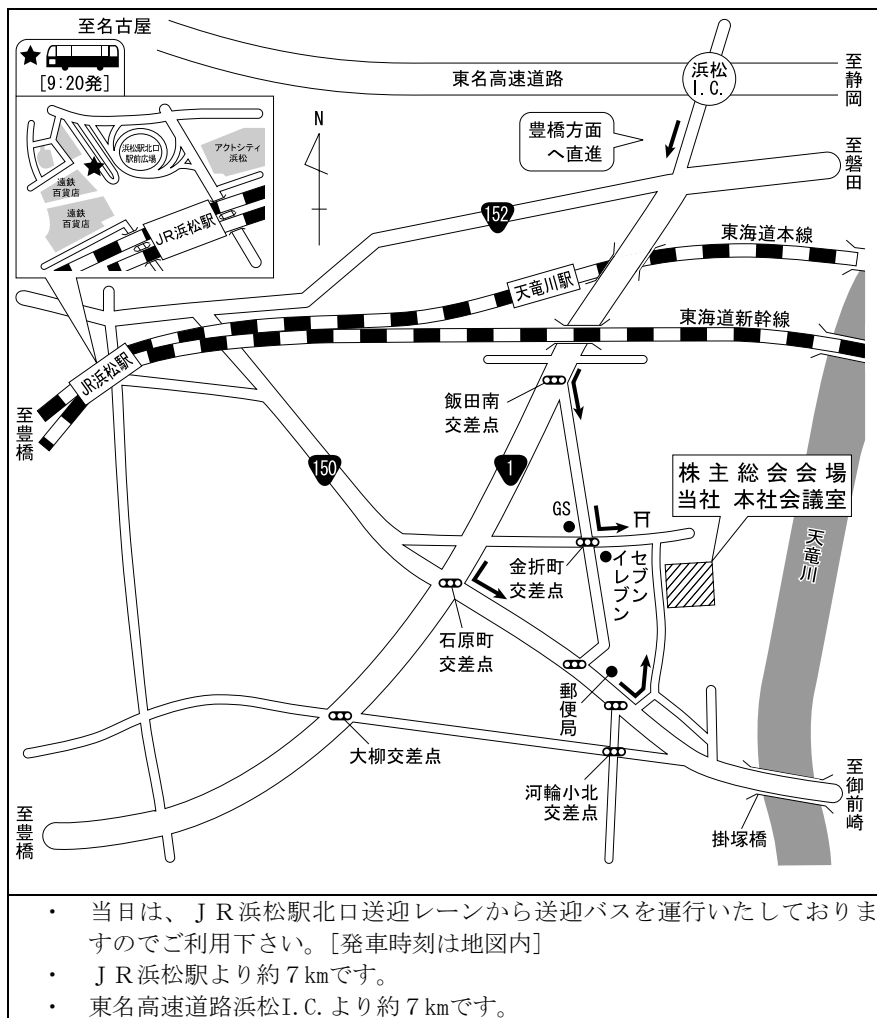 至名古屋
★
[9:20発]
東名高速道路
浜松
I.C.
至静岡
N
豊橋方面
へ直進
至磐田
浜松駅北口
駅前広場
アクトシティ
浜松
★
遠鉄
百貨店
遠鉄
百貨店
JR浜松駅
152
東海道本線
天竜川駅
東海道新幹線
JR浜松駅
至豊橋
飯田南
交差点
150
1
株主総会会場
当社 本社会議室
GS
天竜川
金折町
交差点
セブン
イレブン
石原町
交差点
郵便局
大柳交差点
河輪小北
交差点
至御前崎
掛塚橋
至豊橋
・ 当日は、ＪＲ浜松駅北口送迎レーンから送迎バスを運行いたしておりま
すのでご利用下さい。[発車時刻は地図内]
・ ＪＲ浜松駅より約７㎞です。
・ 東名高速道路浜松I.C.より約７㎞です。